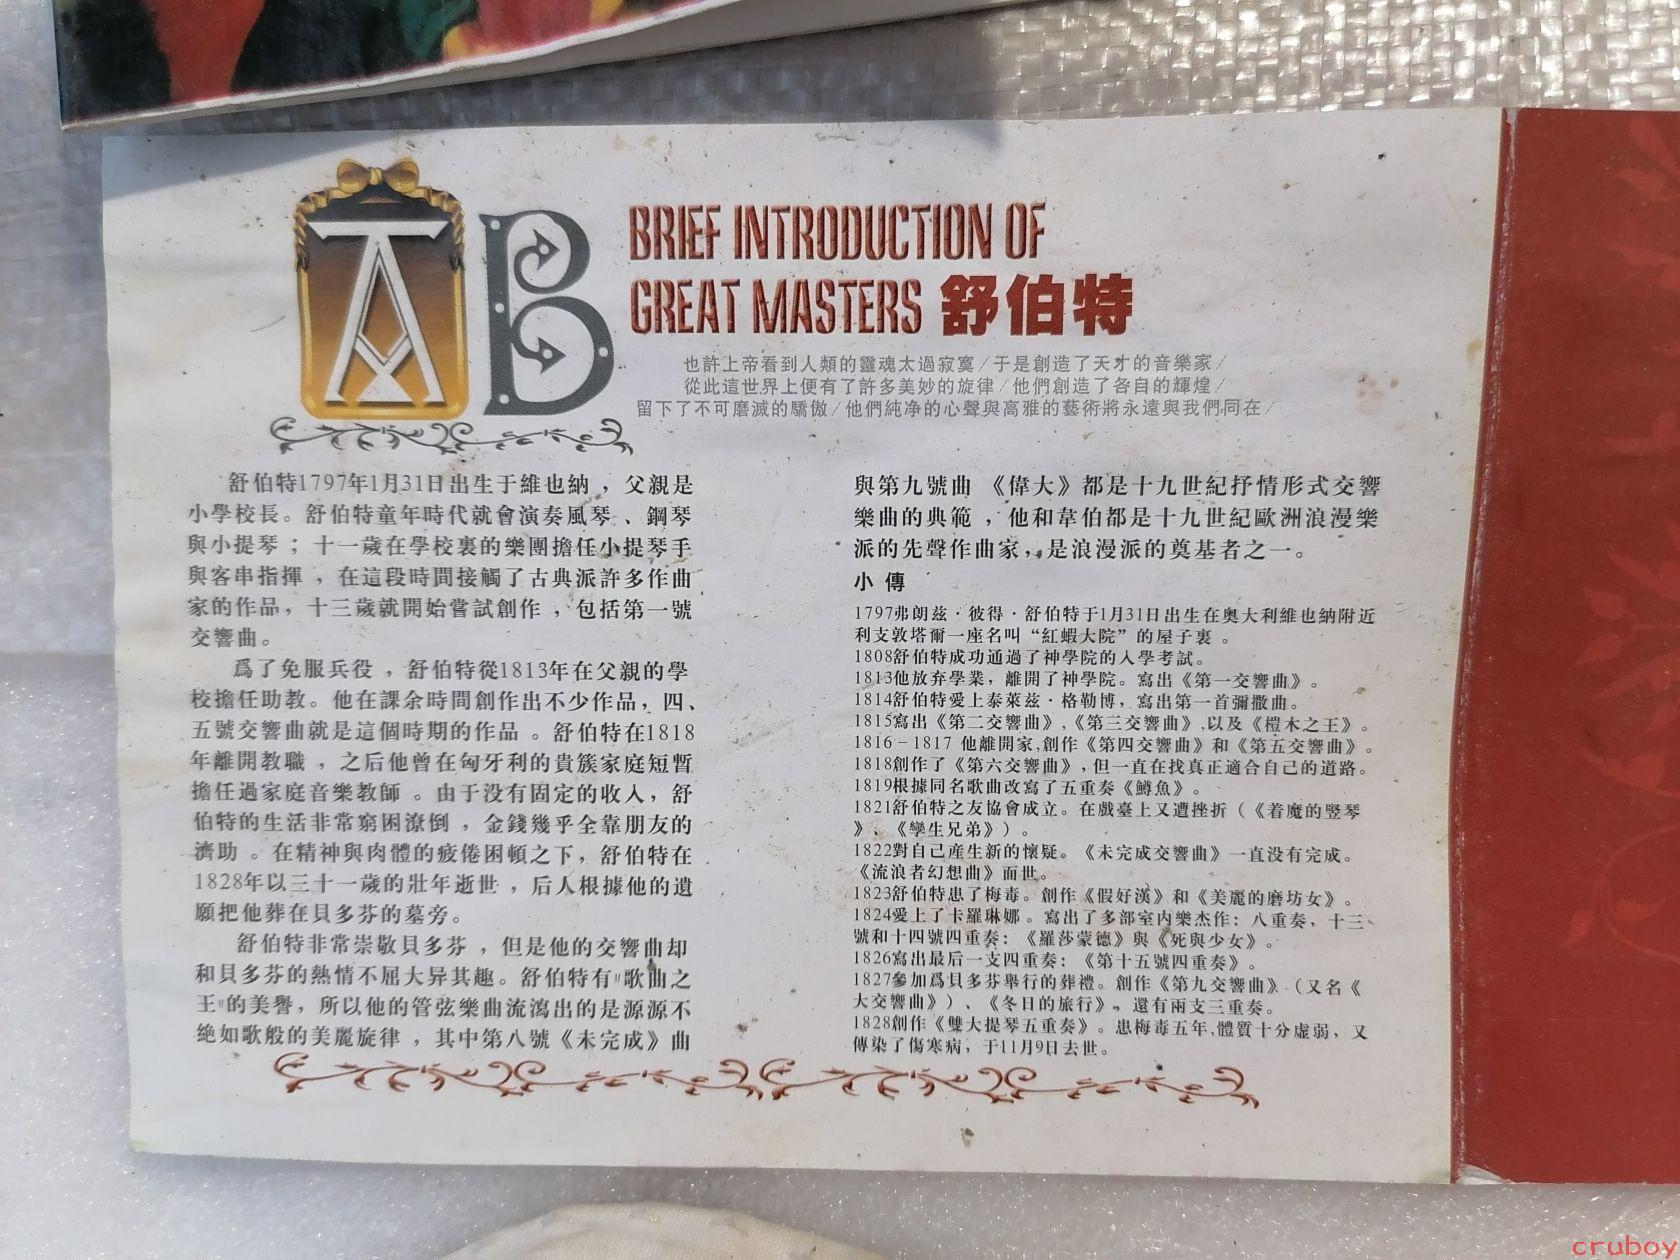 AB
BRIEF INTRODUCTION OF
GREAT MASTERS 舒伯特
也許上帝看到人類的靈魂太過寂寞/于是創造了天才的音樂家/
從此這世界上便有了許多美妙的旋律/他們創造了各自的輝煌/
留下了不可磨滅的驕傲/他們純净的心聲與高雅的藝術將永遠與我們同在/
舒伯特1797年1月31日出生于維也納，父親是
小學校長。舒伯特童年時代就會演奏風琴、鋼琴
與小提琴；十一歲在學校裏的樂團擔任小提琴手
與客串指揮，在這段時間接觸了古典派許多作曲
家的作品，十三歲就開始嘗試創作，包括第一號
交響曲。
爲了免服兵役，舒伯特從1813年在父親的學
校擔任助教。他在課余時間創作出不少作品，四、
五號交響曲就是這個時期的作品。舒伯特在1818
年離開教職，之后他曾在匈牙利的貴簇家庭短暫
擔任過家庭音樂教師。由于没有固定的收入，舒
伯特的生活非常窮困潦倒，金錢幾乎全靠朋友的
濟助。在精神與肉體的疲倦困頓之下，舒伯特在
1828年以三十一歲的壯年逝世，后人根據他的遺
願把他葬在貝多芬的墓旁。
舒伯特非常崇敬貝多芬，但是他的交響曲却
和貝多芬的熱情不屈大异其趣。舒伯特有"歌曲之
王"的美譽，所以他的管弦樂曲流瀉出的是源源不
絶如歌般的美麗旋律，其中第八號《未完成》曲
與第九號曲《偉大》都是十九世紀抒情形式交響
樂曲的典範，他和韋伯都是十九世紀歐洲浪漫樂
派的先聲作曲家，是浪漫派的奠基者之一。
小 傳
1797弗朗兹·彼得·舒伯特于1月31日出生在奥大利維也納附近
利支敦塔爾一座名叫“紅蝦大院”的屋子裏。
1808舒伯特成功通過了神學院的入學考試。
1813他放弃學業，離開了神學院。寫出《第一交響曲》。
1814舒伯特愛上泰萊兹·格勒博，寫出第一首彌撒曲。
1815寫出《第二交響曲》,《第三交響曲》,以及《榿木之王》。
1816－1817 他離開家,創作《第四交響曲》和《第五交響曲》。
1818創作了《第六交響曲》,但一直在找真正適合自己的道路。
1819根據同名歌曲改寫了五重奏《鱒魚》。
1821舒伯特之友協會成立。在戲臺上又遭挫折（《着魔的竪琴
》、《孿生兄弟》）。
1822對自己産生新的懷疑。《未完成交響曲》一直没有完成。
《流浪者幻想曲》面世。
1823舒伯特患了梅毒。創作《假好漢》和《美麗的磨坊女》。
1824愛上了卡羅琳娜。寫出了多部室内樂杰作：八重奏，十三
號和十四號四重奏：《羅莎蒙德》與《死與少女》。
1826寫出最后一支四重奏：《第十五號四重奏》。
1827參加爲貝多芬舉行的葬禮。創作《第九交響曲》（又名《
大交響曲》）、《冬日的旅行》。還有兩支三重奏。
1828創作《雙大提琴五重奏》。患梅毒五年,體質十分虚弱，又
傳染了傷寒病，于11月9日去世。
cruboy